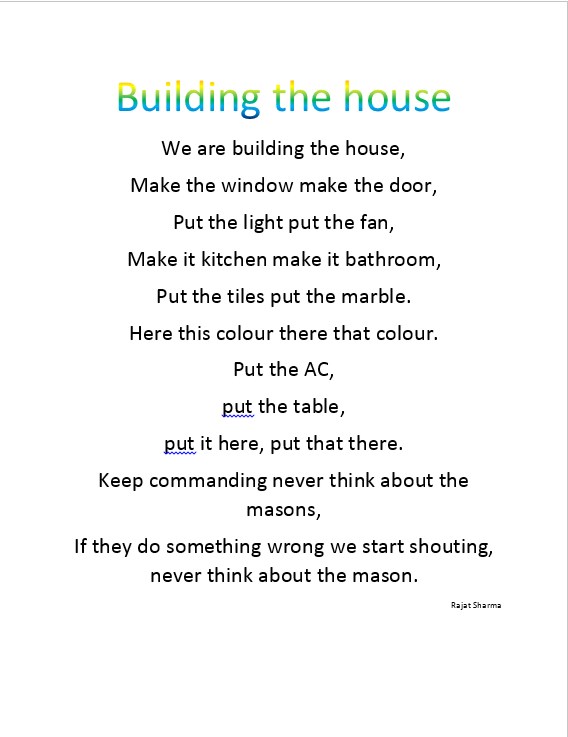 Building the house
We are building the house,
Make the window make the door,
Put the light put the fan,
Make it kitchen make it bathroom,
Put the tiles put the marble.
Here this colour there that colour.
Put the AC,
put the table,
put it here, put that there.
Keep commanding never think about the
masons,
If they do something wrong we start shouting,
never think about the mason.
Rajat Sharma